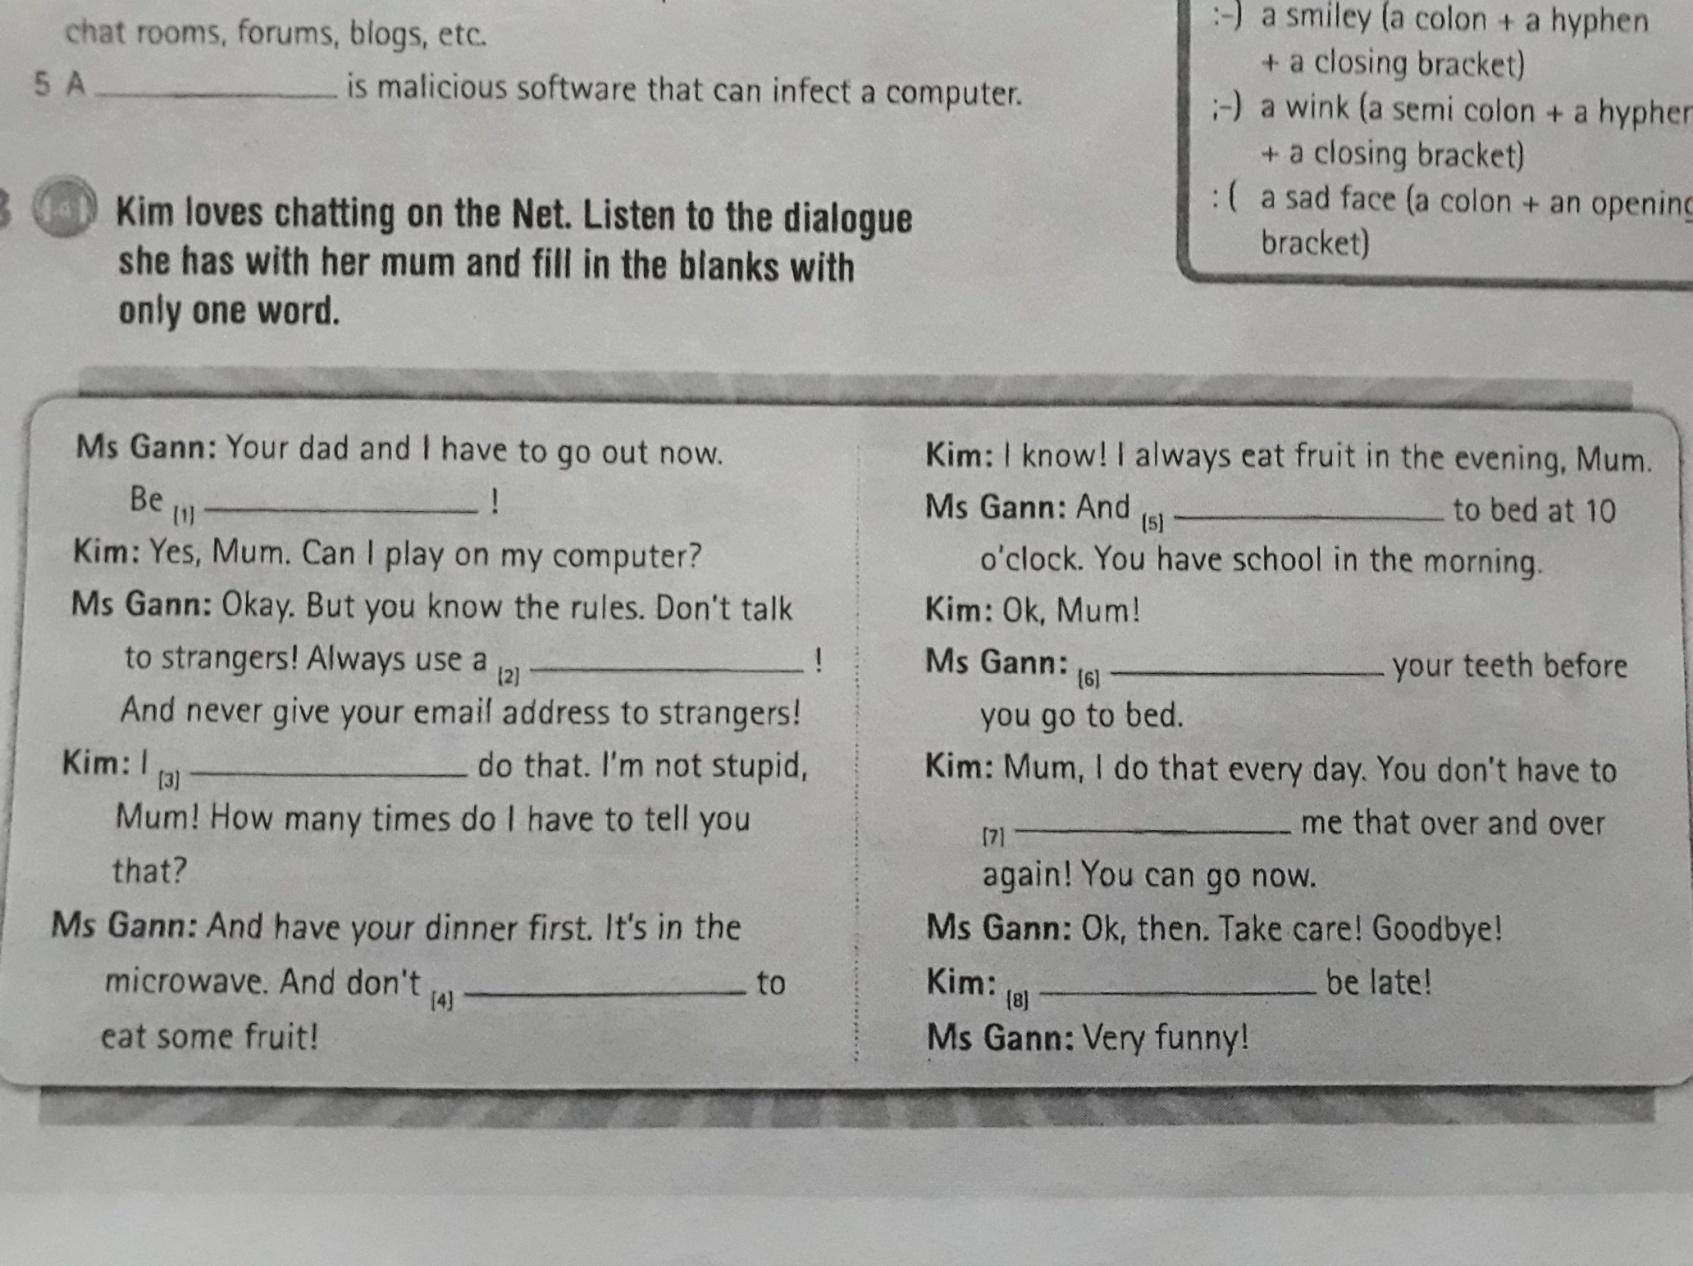 chat rooms, forums, blogs, etc.
5 A ____________ is malicious software that can infect a computer.
:-) a smiley (a colon + a hyphen
+ a closing bracket)
;-) a wink (a semi colon + a hyphen
+ a closing bracket)
:( a sad face (a colon + an opening
bracket)
Kim loves chatting on the Net. Listen to the dialogue
she has with her mum and fill in the blanks with
only one word.
Ms Gann: Your dad and I have to go out now.
Be [1] ____________ !
Kim: Yes, Mum. Can I play on my computer?
Ms Gann: Okay. But you know the rules. Don't talk
to strangers! Always use a [2] ____________ !
And never give your email address to strangers!
Kim: I [3] ____________ do that. I'm not stupid,
Mum! How many times do I have to tell you
that?
Ms Gann: And have your dinner first. It's in the
microwave. And don't [4] ____________ to
eat some fruit!
Kim: I know! I always eat fruit in the evening, Mum.
Ms Gann: And [5] ____________ to bed at 10
o'clock. You have school in the morning.
Kim: Ok, Mum!
Ms Gann: [6] ____________ your teeth before
you go to bed.
Kim: Mum, I do that every day. You don't have to
[7] ____________ me that over and over
again! You can go now.
Ms Gann: Ok, then. Take care! Goodbye!
Kim: [8] ____________ be late!
Ms Gann: Very funny!